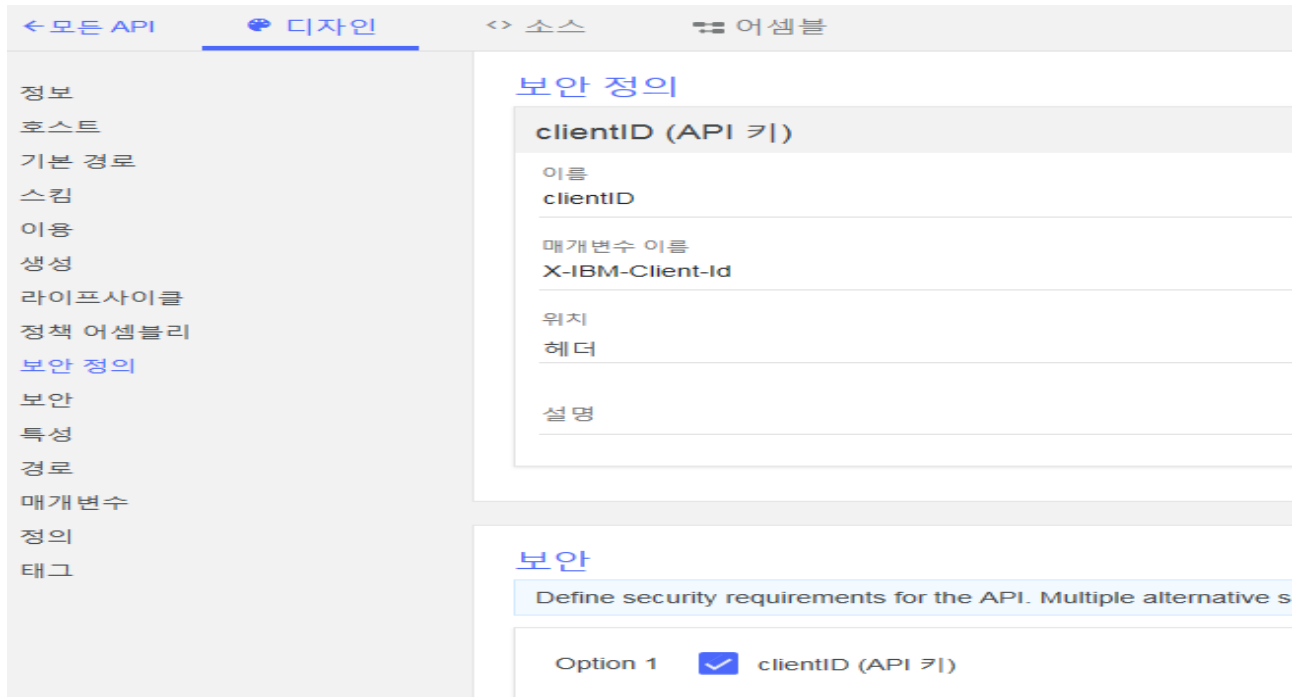 ←모든 API 디자인 <> 소스 어셈블
정보
호스트
기본 경로
스킴
이용
생성
라이프사이클
정책 어셈블리
보안 정의
보안
특성
경로
매개변수
정의
태그
보안 정의
clientID (API 키)
이름
clientID
매개변수 이름
X-IBM-Client-Id
위치
헤더
설명
보안
Define security requirements for the API. Multiple alternative s
Option 1 clientID (API 키)